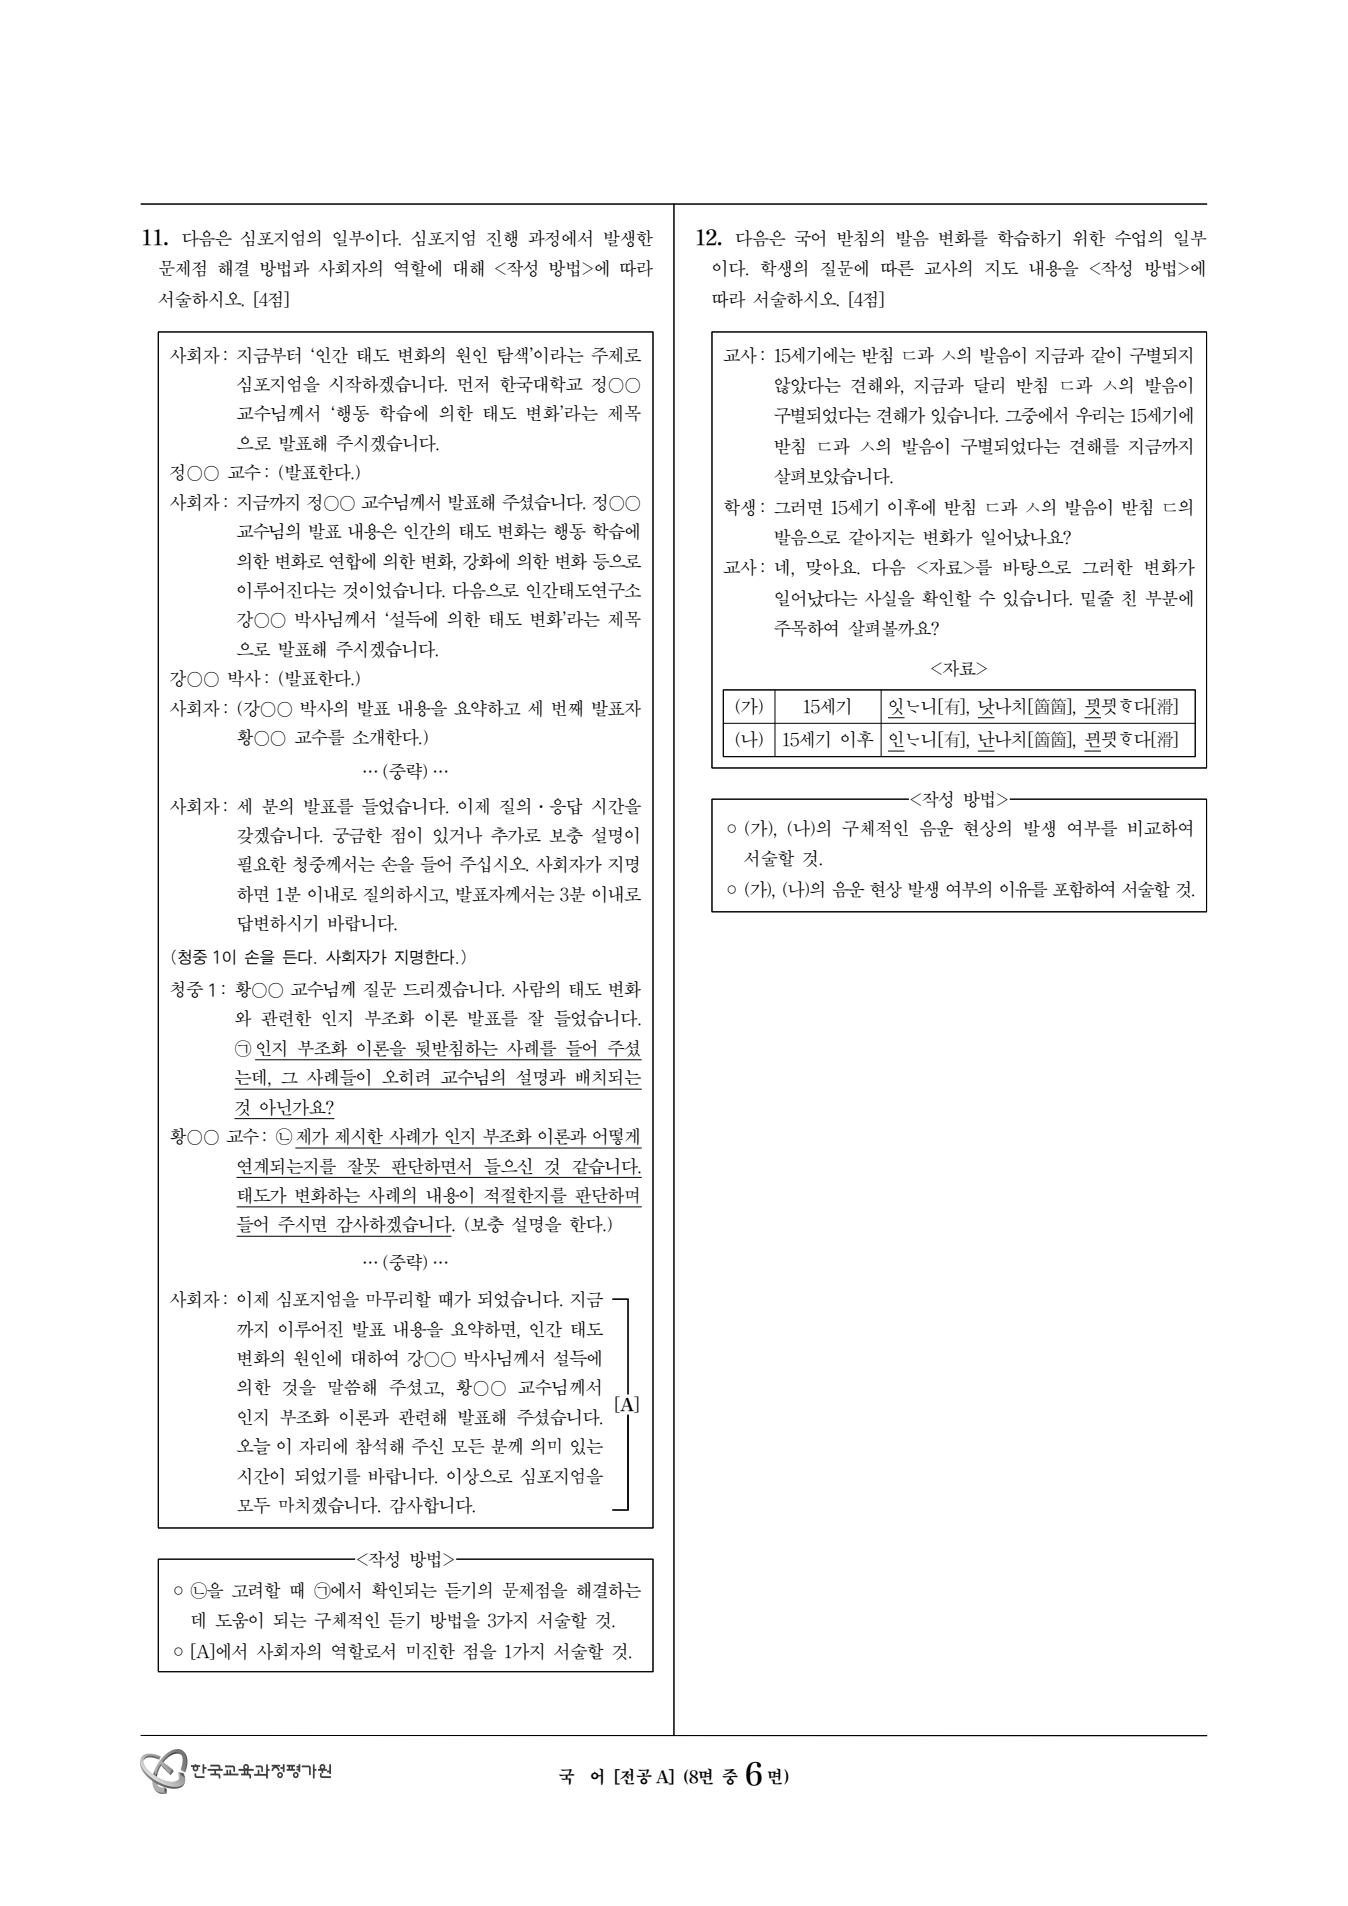 11. 다음은 심포지엄의 일부이다. 심포지엄 진행 과정에서 발생한
문제점 해결 방법과 사회자의 역할에 대해 <작성 방법>에 따라
서술하시오. [4점]
사회자 : 지금부터 ‘인간 태도 변화의 원인 탐색’이라는 주제로
심포지엄을 시작하겠습니다. 먼저 한국대학교 정○○
교수님께서 ‘행동 학습에 의한 태도 변화’라는 제목
으로 발표해 주시겠습니다.
정○○ 교수 : (발표한다.)
사회자 : 지금까지 정○○ 교수님께서 발표해 주셨습니다. 정○○
교수님의 발표 내용은 인간의 태도 변화는 행동 학습에
의한 변화로 연합에 의한 변화, 강화에 의한 변화 등으로
이루어진다는 것이었습니다. 다음으로 인간태도연구소
강○○ 박사님께서 ‘설득에 의한 태도 변화’라는 제목
으로 발표해 주시겠습니다.
강○○ 박사 : (발표한다.)
사회자 : (강○○ 박사의 발표 내용을 요약하고 세 번째 발표자
황○○ 교수를 소개한다.)
… (중략) …
사회자 : 세 분의 발표를 들었습니다. 이제 질의・응답 시간을
갖겠습니다. 궁금한 점이 있거나 추가로 보충 설명이
필요한 청중께서는 손을 들어 주십시오. 사회자가 지명
하면 1분 이내로 질의하시고, 발표자께서는 3분 이내로
답변하시기 바랍니다.
(청중 1이 손을 든다. 사회자가 지명한다.)
청중 1 : 황○○ 교수님께 질문 드리겠습니다. 사람의 태도 변화
와 관련한 인지 부조화 이론 발표를 잘 들었습니다.
㉠인지 부조화 이론을 뒷받침하는 사례를 들어 주셨
는데, 그 사례들이 오히려 교수님의 설명과 배치되는
것 아닌가요?
황○○ 교수 : ㉡제가 제시한 사례가 인지 부조화 이론과 어떻게
연계되는지를 잘못 판단하면서 들으신 것 같습니다.
태도가 변화하는 사례의 내용이 적절한지를 판단하며
들어 주시면 감사하겠습니다. (보충 설명을 한다.)
… (중략) …
사회자 : 이제 심포지엄을 마무리할 때가 되었습니다. 지금
까지 이루어진 발표 내용을 요약하면, 인간 태도
변화의 원인에 대하여 강○○ 박사님께서 설득에
의한 것을 말씀해 주셨고, 황○○ 교수님께서
인지 부조화 이론과 관련해 발표해 주셨습니다.
오늘 이 자리에 참석해 주신 모든 분께 의미 있는
시간이 되었기를 바랍니다. 이상으로 심포지엄을
모두 마치겠습니다. 감사합니다.
[A]
<작성 방법>
○ ㉡을 고려할 때 ㉠에서 확인되는 듣기의 문제점을 해결하는
데 도움이 되는 구체적인 듣기 방법을 3가지 서술할 것.
○ [A]에서 사회자의 역할로서 미진한 점을 1가지 서술할 것.
12. 다음은 국어 받침의 발음 변화를 학습하기 위한 수업의 일부
이다. 학생의 질문에 따른 교사의 지도 내용을 <작성 방법>에
따라 서술하시오. [4점]
교사 : 15세기에는 받침 ㄷ과 ㅅ의 발음이 지금과 같이 구별되지
않았다는 견해와, 지금과 달리 받침 ㄷ과 ㅅ의 발음이
구별되었다는 견해가 있습니다. 그중에서 우리는 15세기에
받침 ㄷ과 ㅅ의 발음이 구별되었다는 견해를 지금까지
살펴보았습니다.
학생 : 그러면 15세기 이후에 받침 ㄷ과 ㅅ의 발음이 받침 ㄷ의
발음으로 같아지는 변화가 일어났나요?
교사 : 네, 맞아요. 다음 <자료>를 바탕으로 그러한 변화가
일어났다는 사실을 확인할 수 있습니다. 밑줄 친 부분에
주목하여 살펴볼까요?
<자료>
(가) 15세기 잇ᄂ니[有], 낫나치[箇箇], 믯믯ᄒ다[滑]
(나) 15세기 이후 인ᄂ니[有], 난나치[箇箇], 믠믯ᄒ다[滑]
<작성 방법>
○ (가), (나)의 구체적인 음운 현상의 발생 여부를 비교하여
서술할 것.
○ (가), (나)의 음운 현상 발생 여부의 이유를 포함하여 서술할 것.
한국교육과정평가원
국 어 [전공 A] (8면 중 6 면)